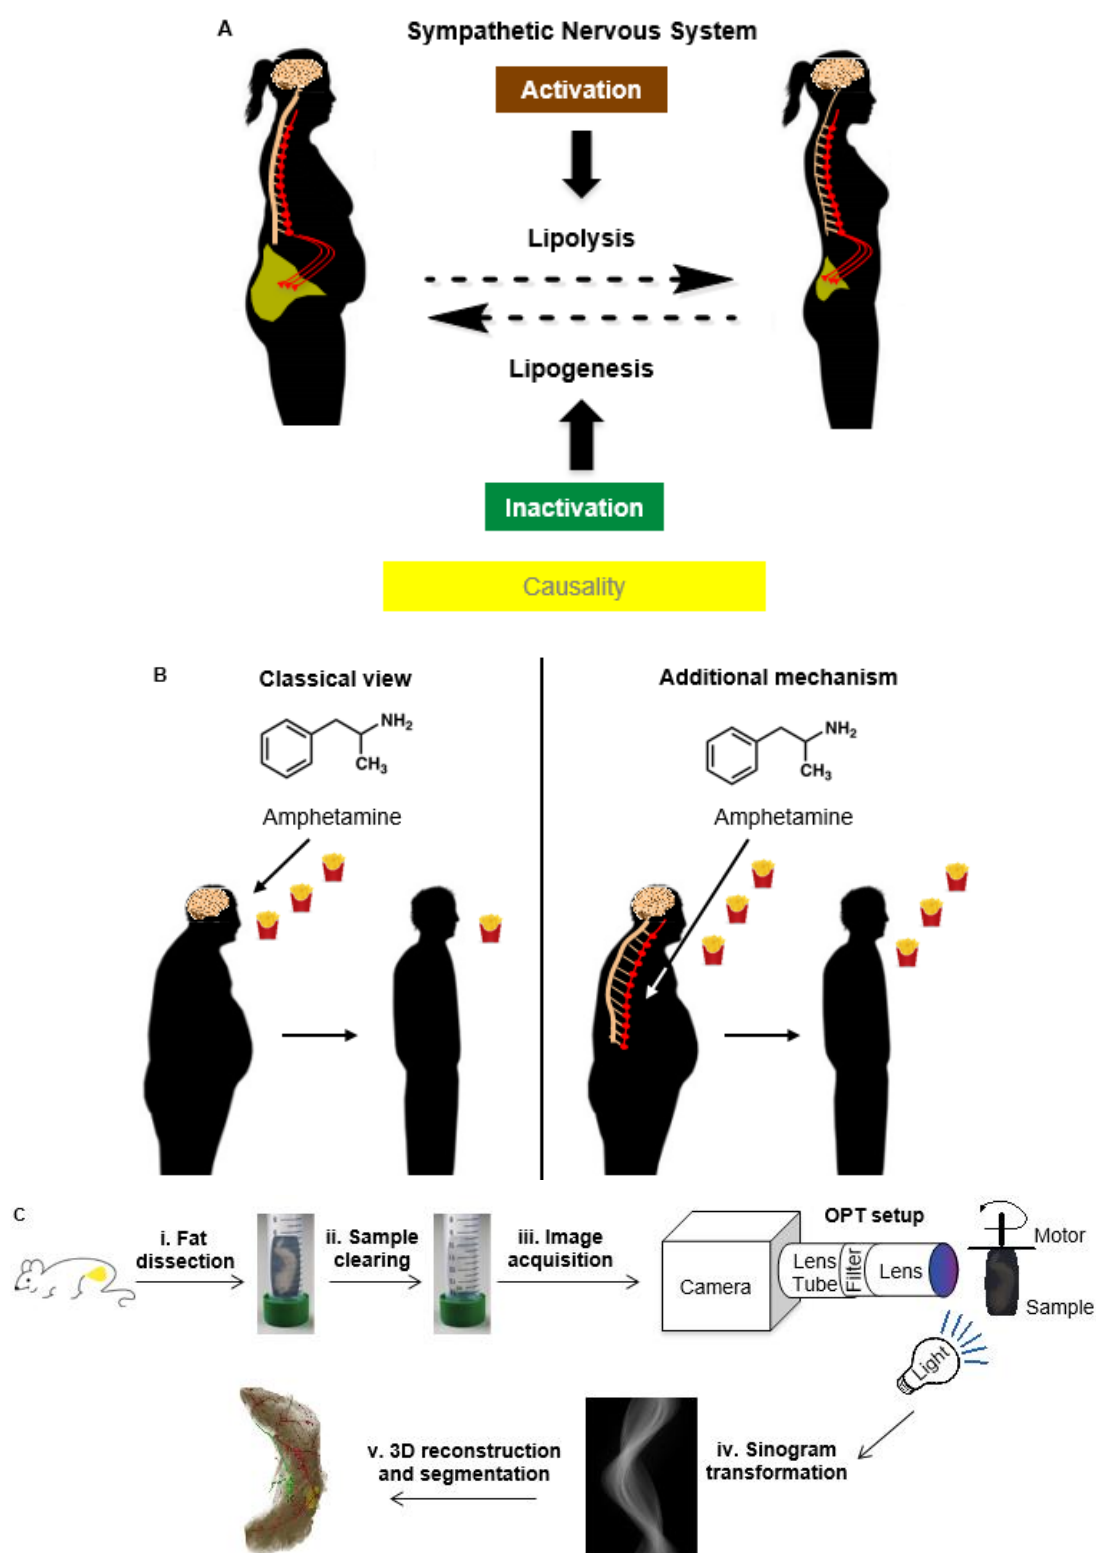 A
Sympathetic Nervous System
Activation
Lipolysis
Lipogenesis
Inactivation
Causality
B
Classical view
NH2
CH3
Amphetamine
Additional mechanism
NH2
CH3
Amphetamine
C
i. Fat
dissection
ii. Sample
clearing
iii. Image
acquisition
OPT setup
Camera
Lens
Tube
Filter
Lens
Motor
Sample
Light
iv. Sinogram
transformation
v. 3D reconstruction
and segmentation